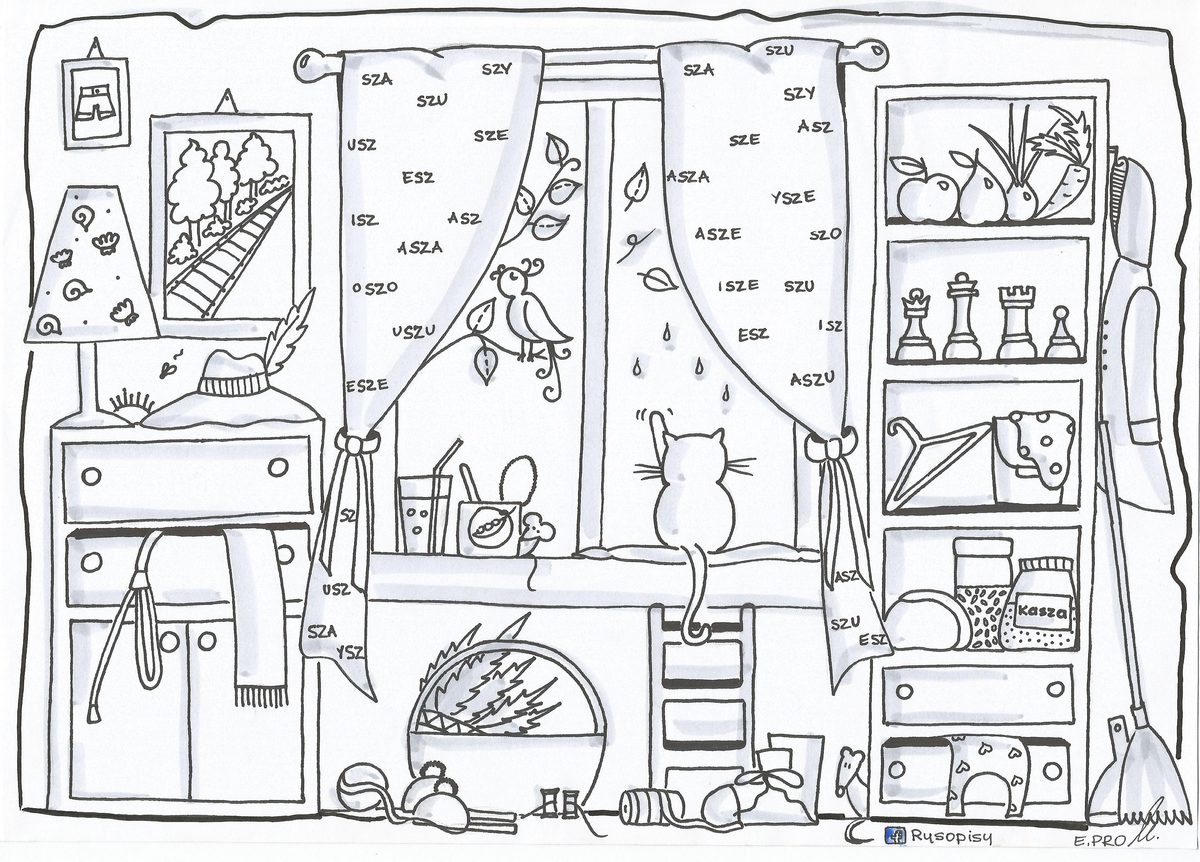 SZA
SZY
SZU
USZ
SZE
ESZ
ISZ
ASZ
ASZA
OSZO
USZU
ESZE
SZ
USZ
SZA
YSZ
SZU
SZA
SZY
ASZ
SZE
ASZA
YSZE
ASZE
SZO
ISZE
SZU
ISZ
ESZ
ASZU
ASZ
SZU
ESZ
Kasza
Rysopisy
E.PRO